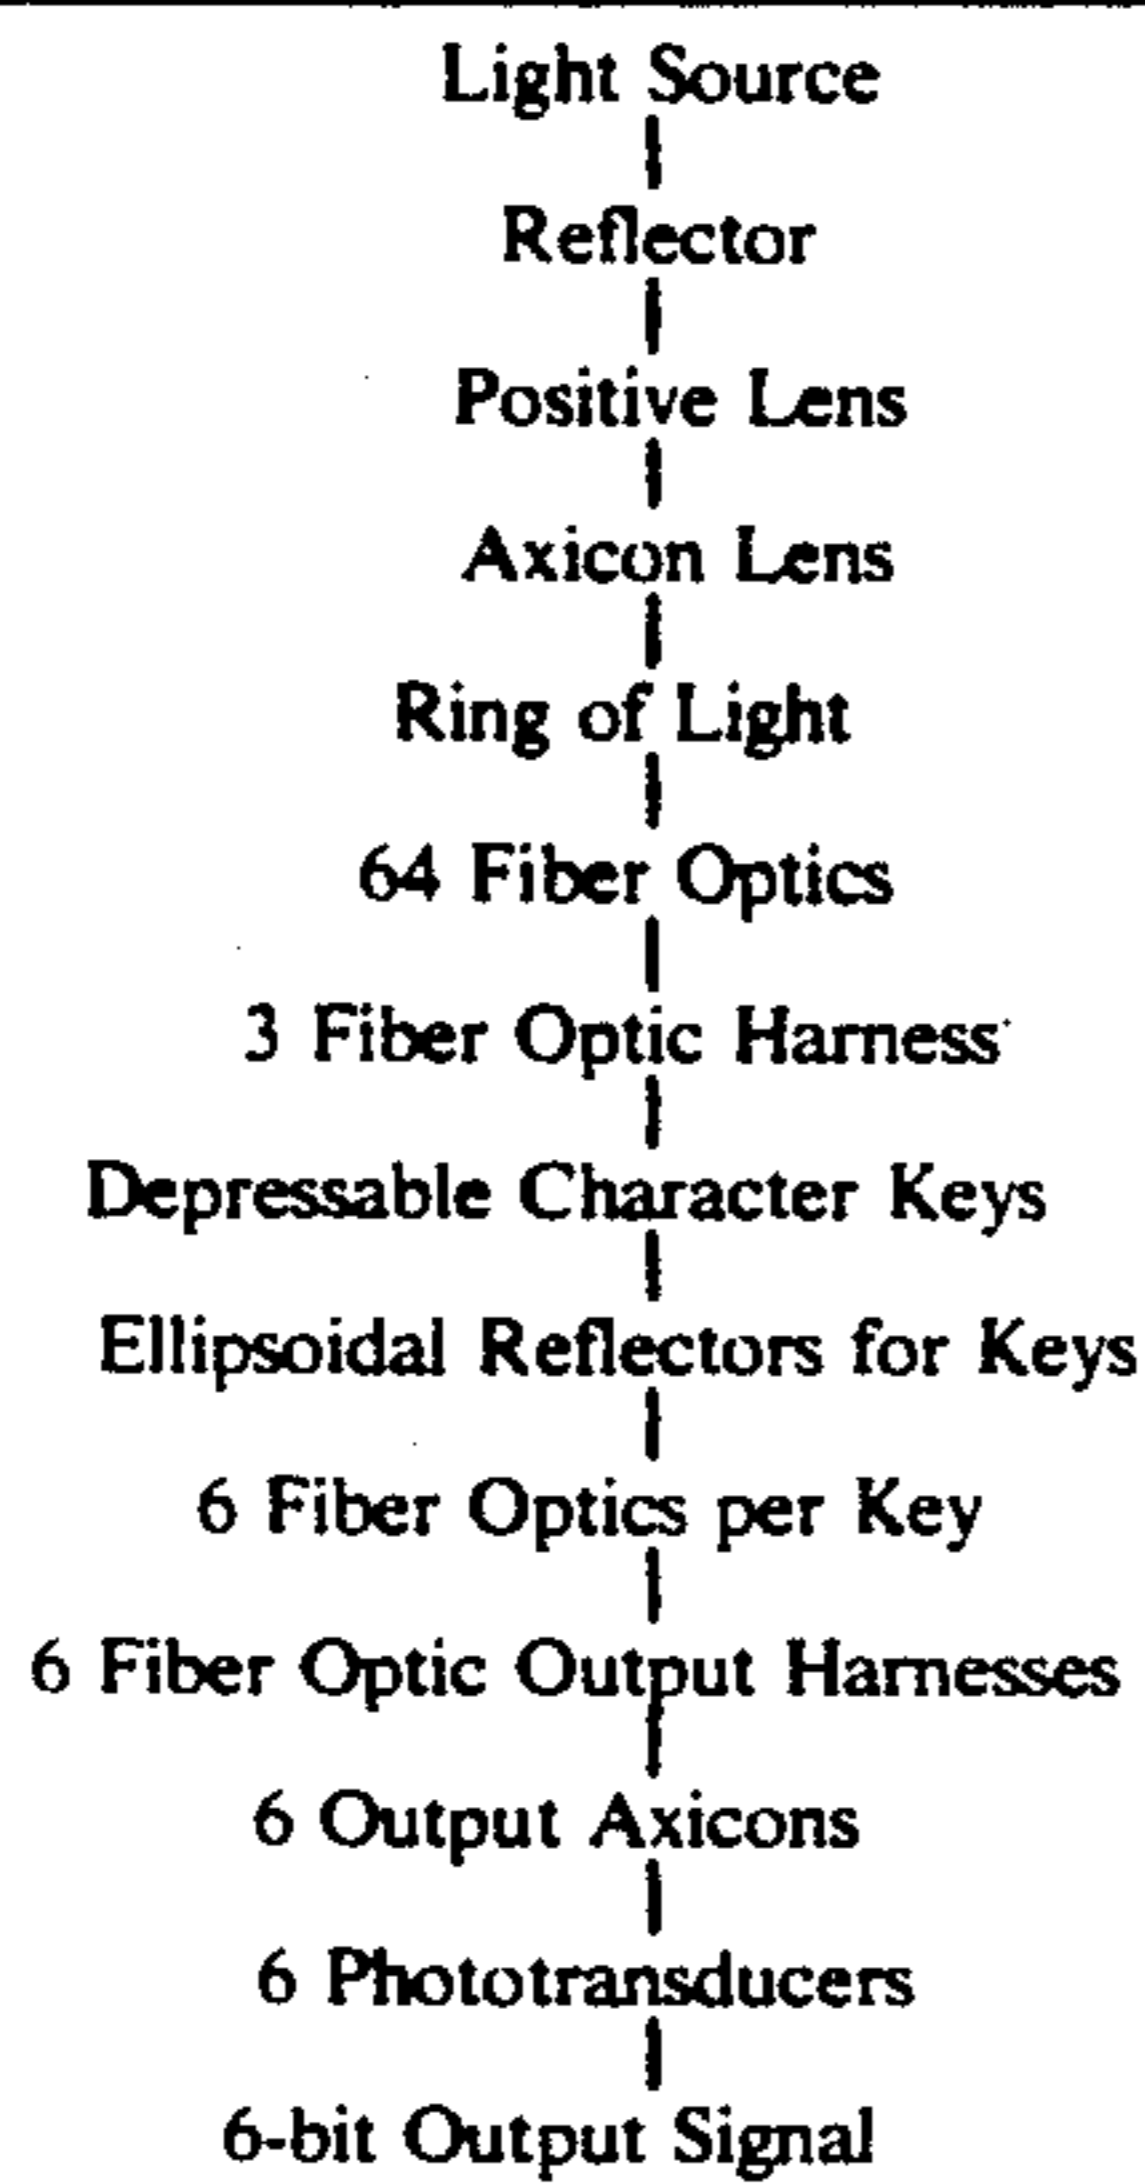 Light Source
Reflector
Positive Lens
Axicon Lens
Ring of Light
64 Fiber Optics
3 Fiber Optic Harness
Depressable Character Keys
Ellipsoidal Reflectors for Keys
6 Fiber Optics per Key
6 Fiber Optic Output Harnesses
6 Output Axicons
6 Phototransducers
6-bit Output Signal